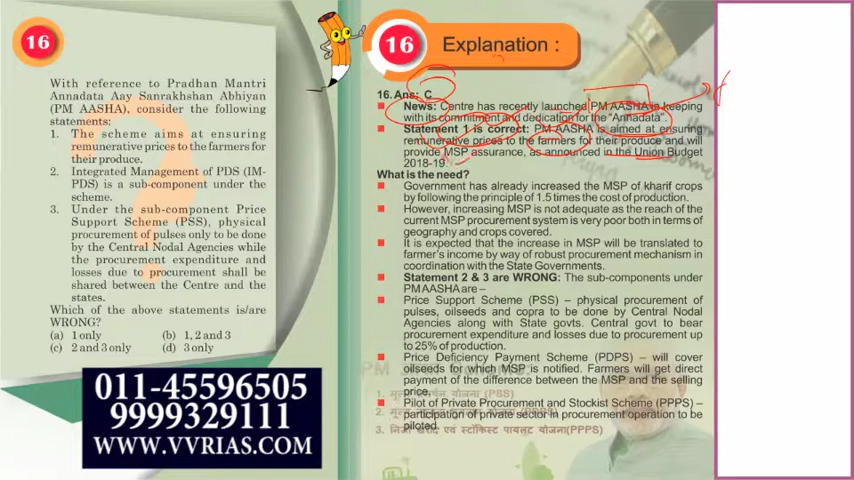 16
With reference to Pradhan Mantri
Annadata Aay Sanrakshan Abhiyan
(PM AASHA), consider the following
statements:
1. The scheme aims at ensuring
remunerative prices to the farmers for
their produce.
2. Integrated Management of PDS (IM-
PDS) is a sub-component under the
scheme.
3. Under the sub-component Price
Support Scheme (PSS), physical
procurement of pulses only to be done
by the Central Nodal Agencies while
the procurement expenditure and
losses due to procurement shall be
shared between the Centre and the
states.
Which of the above statements is/are
WRONG?
(a) 1 only (b) 1, 2 and 3
(c) 2 and 3 only (d) 3 only
011-45596505
9999329111
WWW.VVRIAS.COM
16 Explanation :
16. Ans: C
News: Centre has recently launched PM AASHA in keeping
with its commitment and dedication for the “Annadata”.
Statement 1 is correct: PM AASHA is aimed at ensuring
remunerative prices to the farmers for their produce and will
provide MSP assurance, as announced in the Union Budget
2018-19.
What is the need?
Government has already increased the MSP of kharif crops
by following the principle of 1.5 times the cost of production.
However, increasing MSP is not adequate as the reach of the
current MSP procurement system is very poor both in terms of
geography and crops covered.
It is expected that the increase in MSP will be translated to
farmer's income by way of robust procurement mechanism in
coordination with the State Governments.
Statement 2 & 3 are WRONG: The sub-components under
PM AASHA are –
Price Support Scheme (PSS) – physical procurement of
pulses, oilseeds and copra to be done by Central Nodal
Agencies along with State govts. Central govt to bear
procurement expenditure and losses due to procurement up
to 25% of production.
Price Deficiency Payment Scheme (PDPS) – will cover
oilseeds for which MSP is notified. Farmers will get direct
payment of the difference between the MSP and the selling
price.
Pilot of Private Procurement and Stockist Scheme (PPPS) –
participation of private sector in procurement operation to be
piloted.
3. निजी खरीद एवं स्टॉकिस्ट पायलट योजना(PPPS)